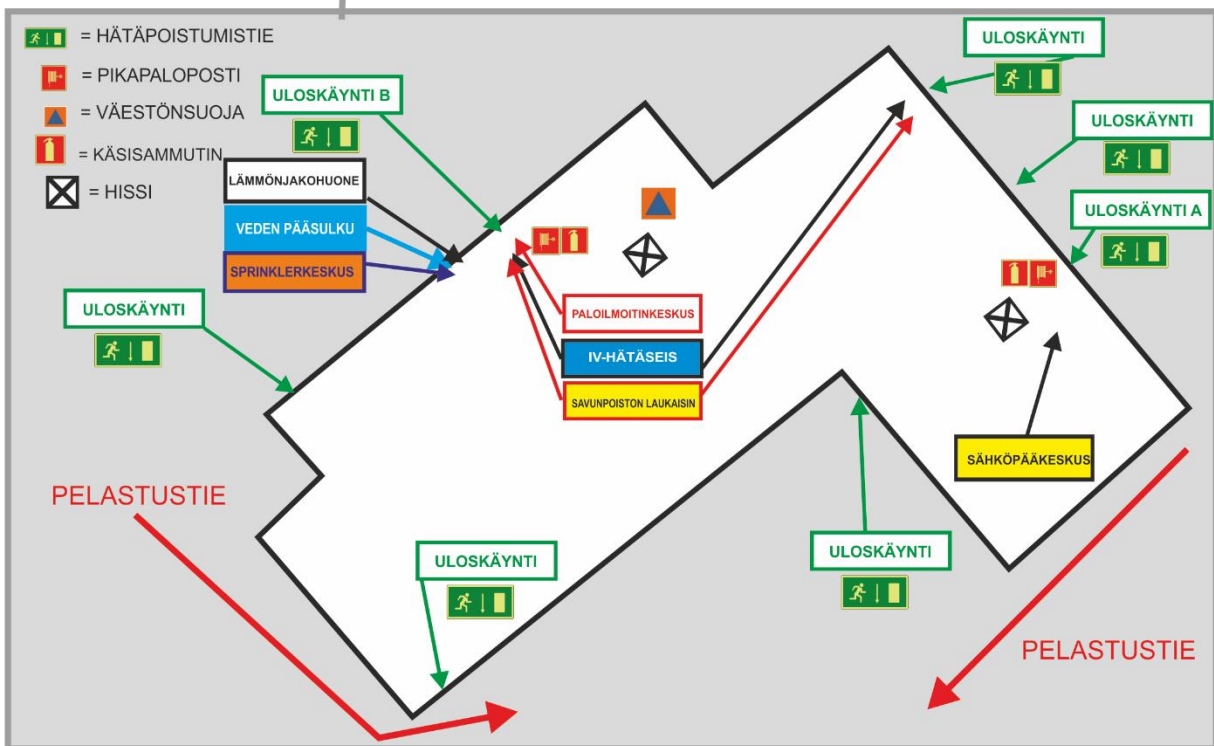 = HÄTÄPOISTUMISTIE
= PIKAPALOPOSTI
= VÄESTÖNSUOJA
= KÄSISAMMUTIN
= HISSI
ULOSKÄYNTI
ULOSKÄYNTI B
ULOSKÄYNTI
LÄMMÖNJAKOHUONE
VEDEN PÄÄSULKU
SPRINKLERKESKUS
ULOSKÄYNTI A
ULOSKÄYNTI
PALOILMOITINKESKUS
IV-HÄTÄSEIS
SAVUNPOISTON LAUKAISIN
SÄHKÖPÄÄKESKUS
PELASTUSTIE
ULOSKÄYNTI
ULOSKÄYNTI
PELASTUSTIE